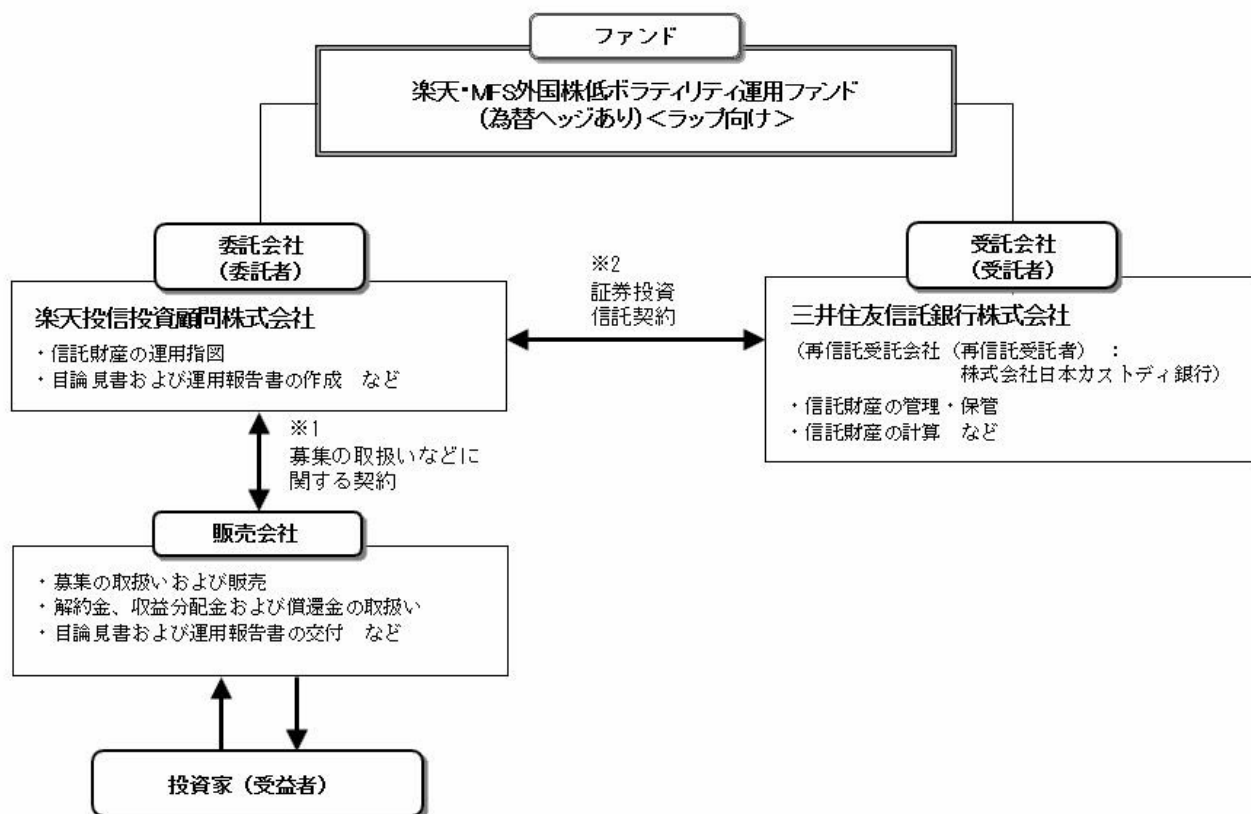 ファンド
楽天・MFS外国株低ボラティリティ運用ファンド
(為替ヘッジあり)<ラップ向け>
委託会社
(委託者)
楽天投信投資顧問株式会社
・信託財産の運用指図
・目論見書および運用報告書の作成 など
※2
証券投資
信託契約
受託会社
(受託者)
三井住友信託銀行株式会社
(再信託受託会社(再信託受託者) :
株式会社日本カストディ銀行)
・信託財産の管理・保管
・信託財産の計算 など
※1
募集の取扱いなどに
関する契約
販売会社
・募集の取扱いおよび販売
・解約金、収益分配金および償還金の取扱い
・目論見書および運用報告書の交付 など
投資家(受益者)